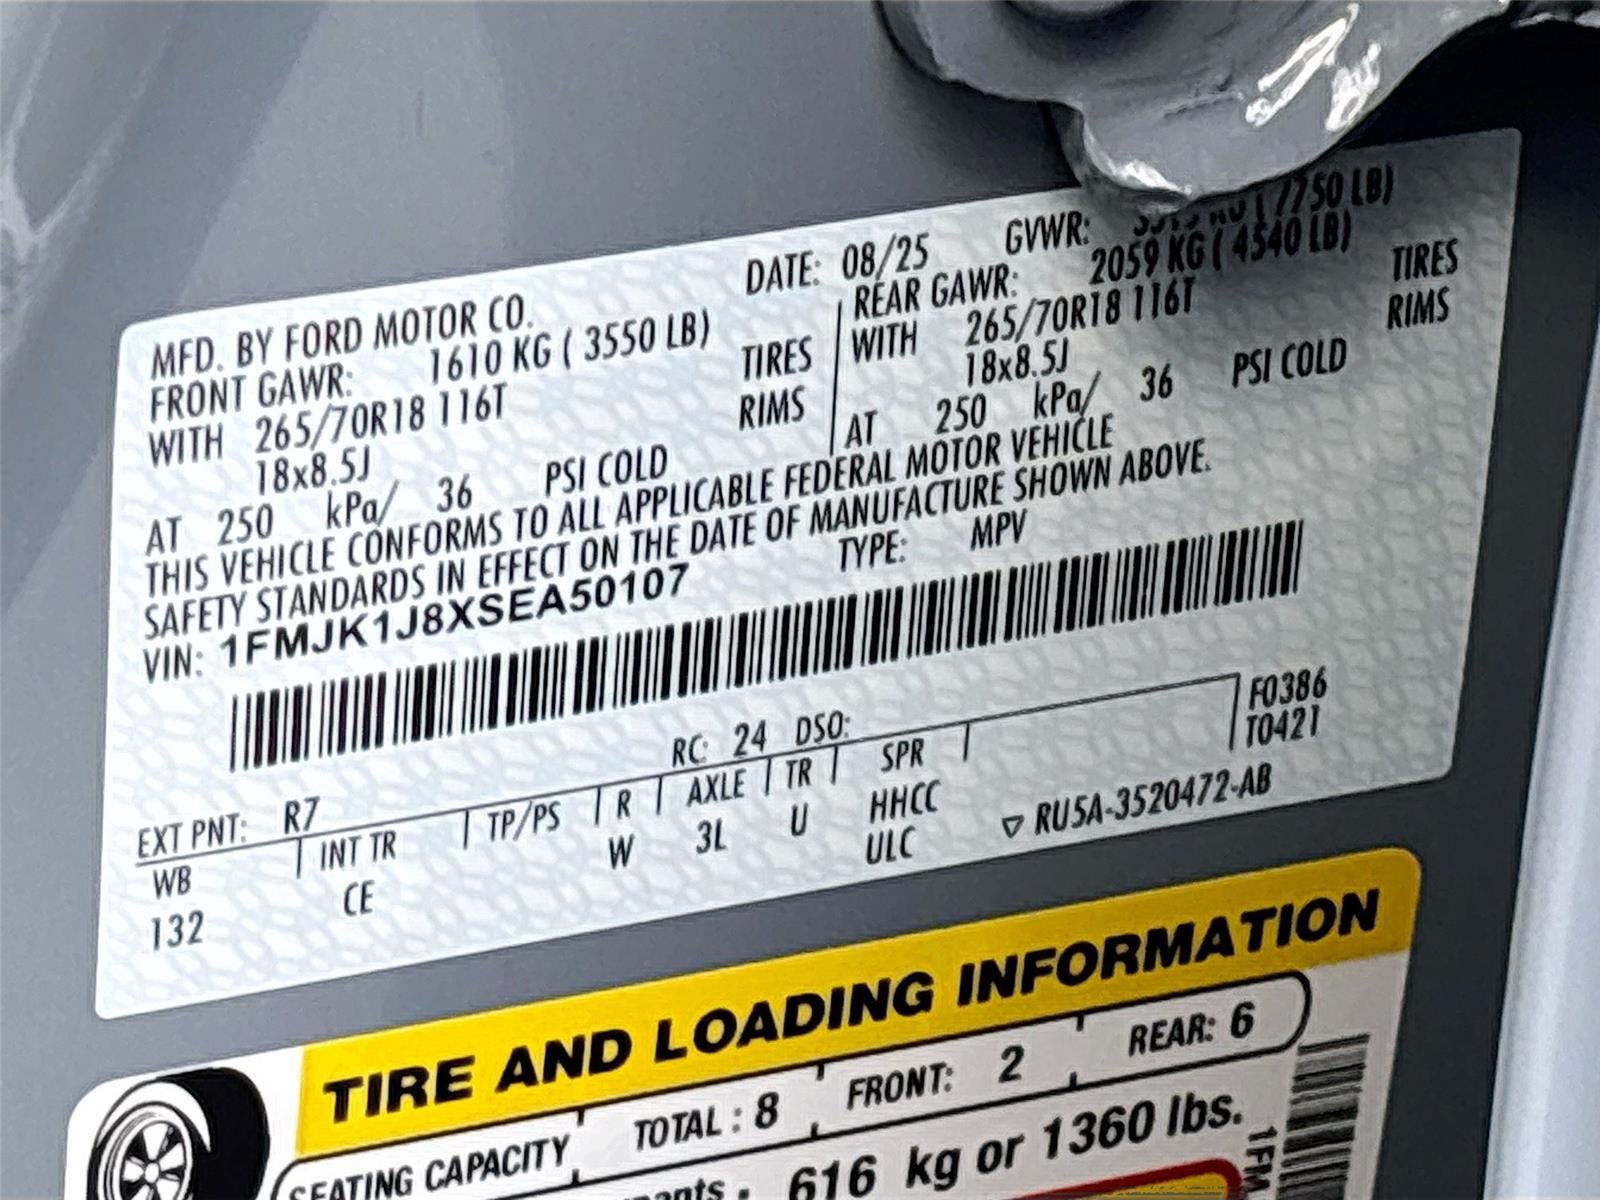 MFD. BY FORD MOTOR CO.
DATE: 08/25
GVWR: (7750 LB)
FRONT GAWR: 1610 KG ( 3550 LB)
WITH 265/70R18 116T TIRES
18x8.5J RIMS
AT 250 kPa/ 36 PSI COLD
REAR GAWR: 2059 KG ( 4540 LB)
WITH 265/70R18 116T TIRES
18x8.5J RIMS
AT 250 kPa/ 36 PSI COLD
THIS VEHICLE CONFORMS TO ALL APPLICABLE FEDERAL MOTOR VEHICLE
SAFETY STANDARDS IN EFFECT ON THE DATE OF MANUFACTURE SHOWN ABOVE.
VIN: 1FMJK1J8XSEA50107
TYPE: MPV
F0386
T0421
RC: 24 DSO:
EXT PNT: R7
WB INT TR TP/PS R AXLE TR SPR
132 CE W 3L U HHCC
ULC
RU5A-3520472-AB
TIRE AND LOADING INFORMATION
SEATING CAPACITY TOTAL : 8 FRONT: 2 REAR: 6
616 kg or 1360 lbs.
1FM